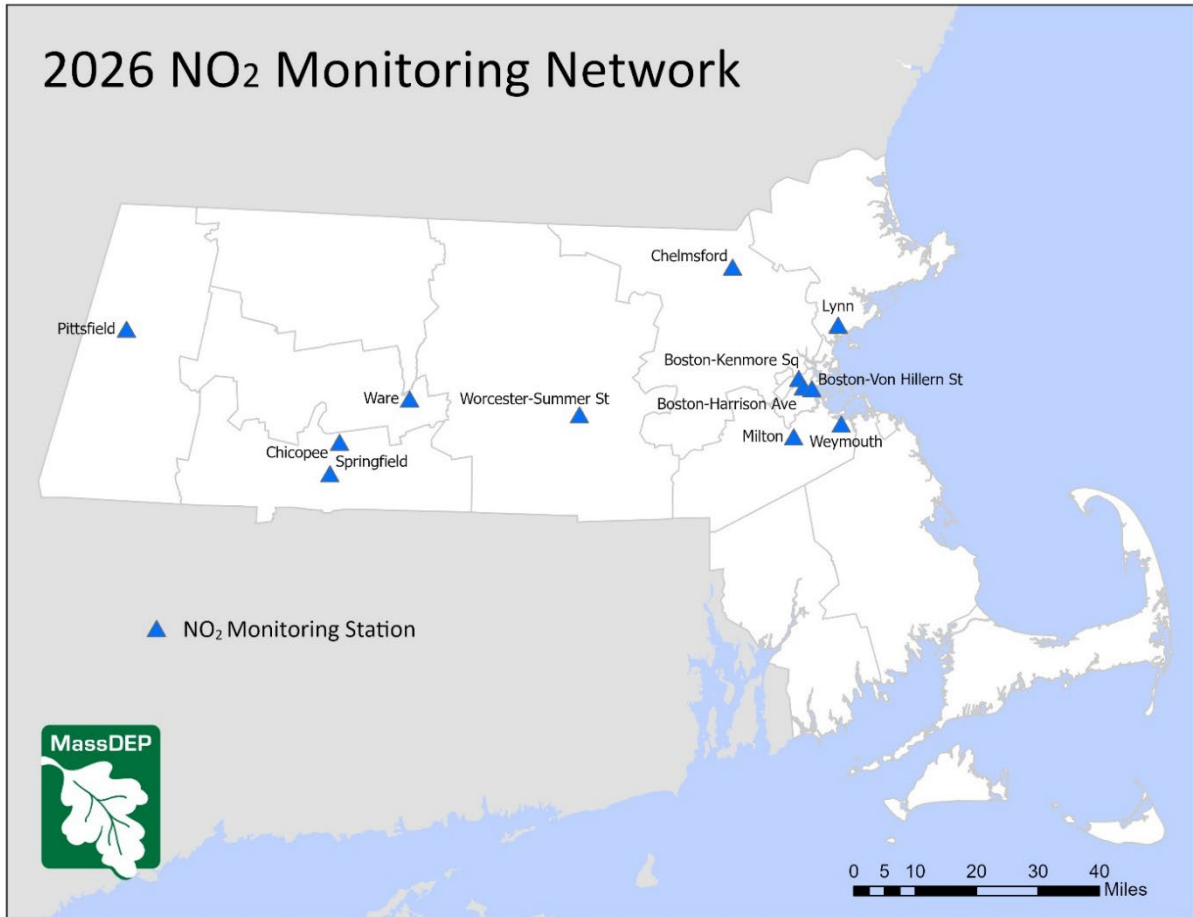 2026 NO₂ Monitoring Network
Chelmsford
Lynn
Pittsfield
Boston-Kenmore Sq
Boston-Von Hillern St
Ware
Worcester-Summer St
Boston-Harrison Ave
Milton
Weymouth
Chicopee
Springfield
NO₂ Monitoring Station
MassDEP
0 5 10 20 30 40
Miles